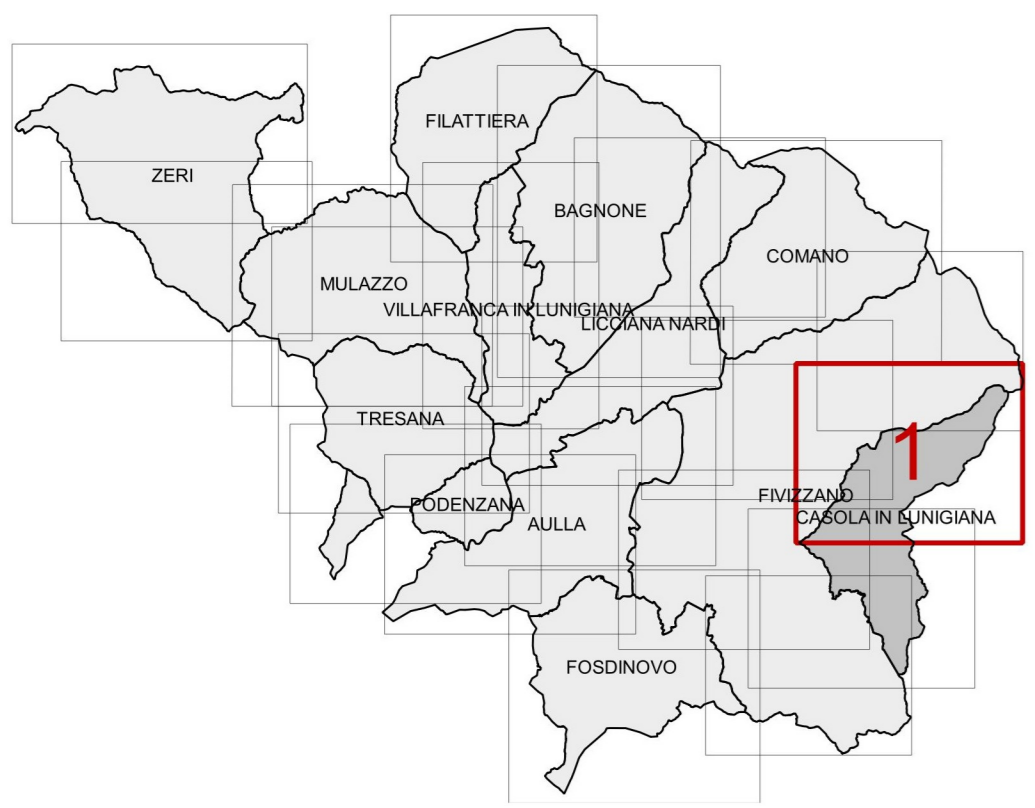 FILATTIERA
ZERI
BAGNONE
COMANO
MULAZZO
VILLAFRANCA IN LUNIGIANA
LICCIANA NARDI
TRESANA
1
PODENZANA
FIVIZZANO
AULLA
CASOLA IN LUNIGIANA
FOSDINOVO